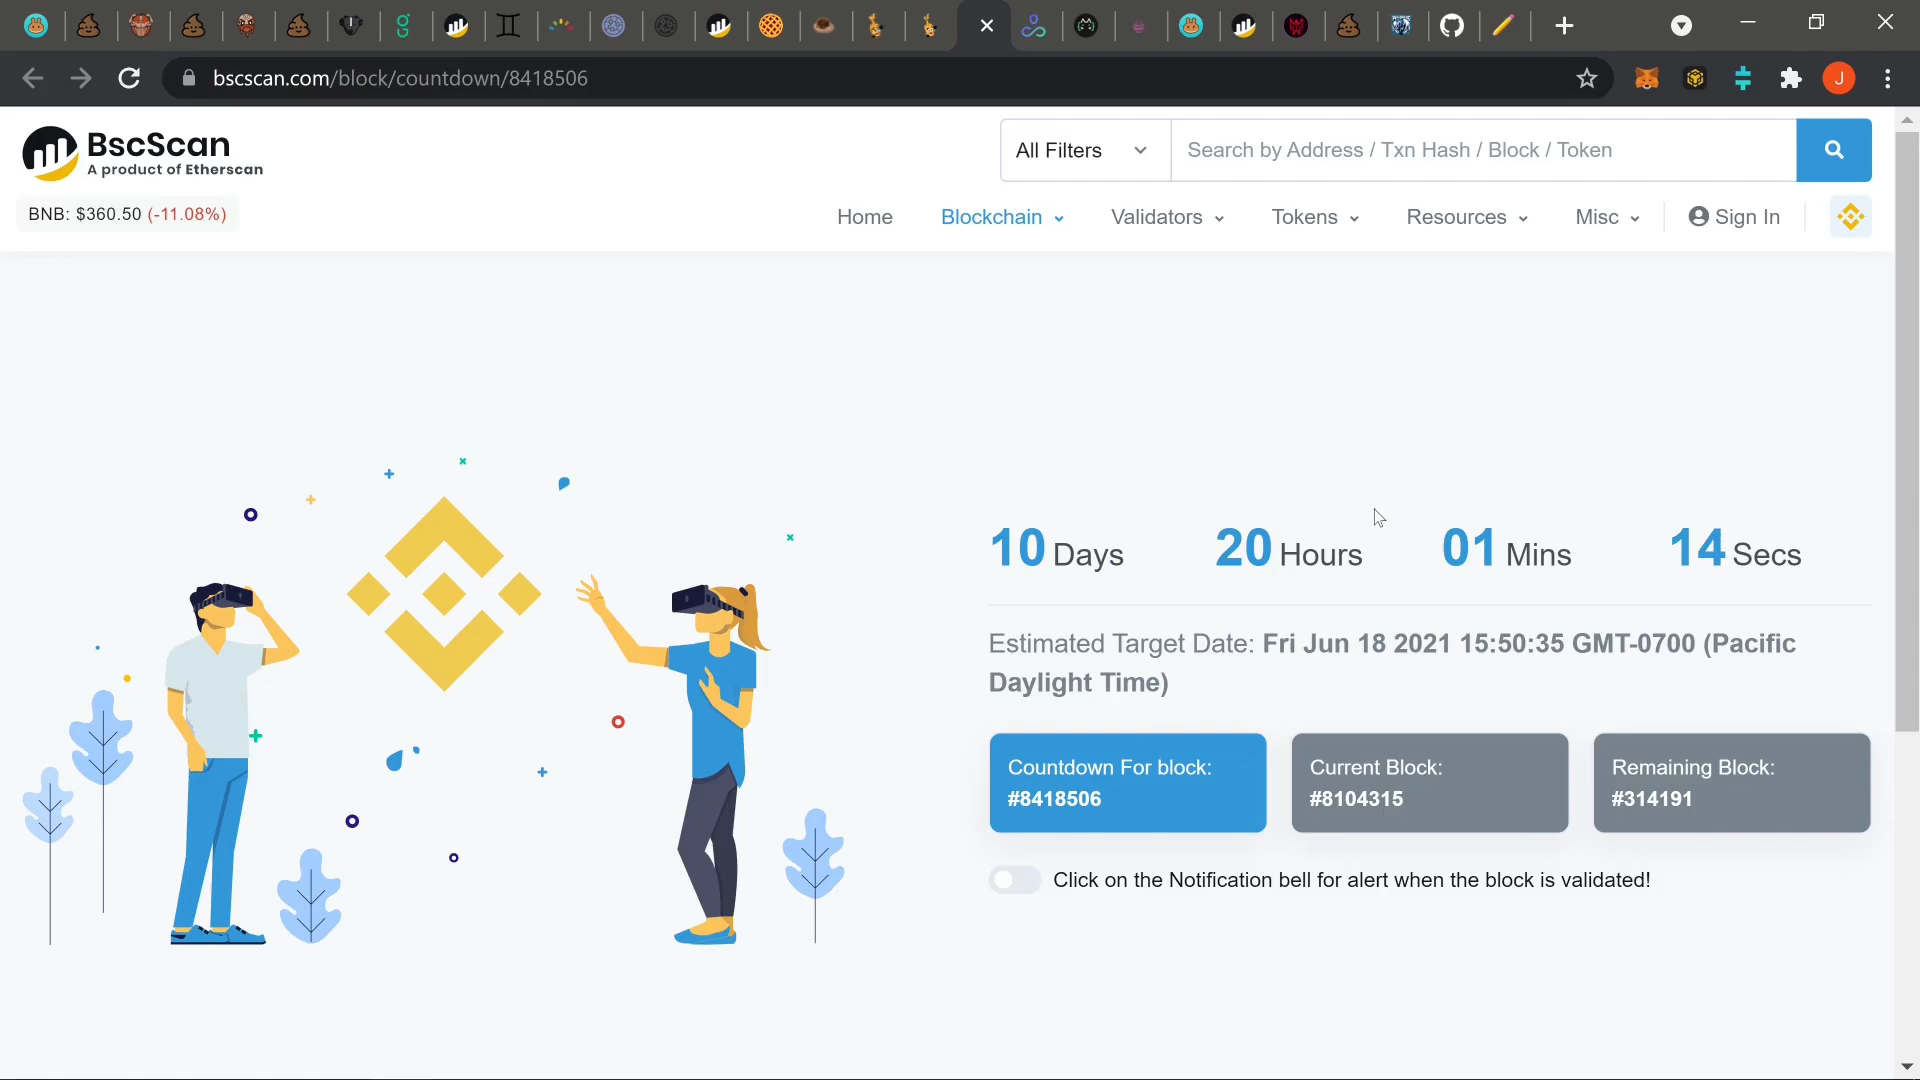 bscscan.com/block/countdown/8418506
J
BscScan
A product of Etherscan
All Filters
Search by Address / Txn Hash / Block / Token
BNB: $360.50 (-11.08%)
Home
Blockchain
Validators
Tokens
Resources
Misc
Sign In
10 Days
20 Hours
01 Mins
14 Secs
Estimated Target Date: Fri Jun 18 2021 15:50:35 GMT-0700 (Pacific
Daylight Time)
Countdown For block:
#8418506
Current Block:
#8104315
Remaining Block:
#314191
Click on the Notification bell for alert when the block is validated!